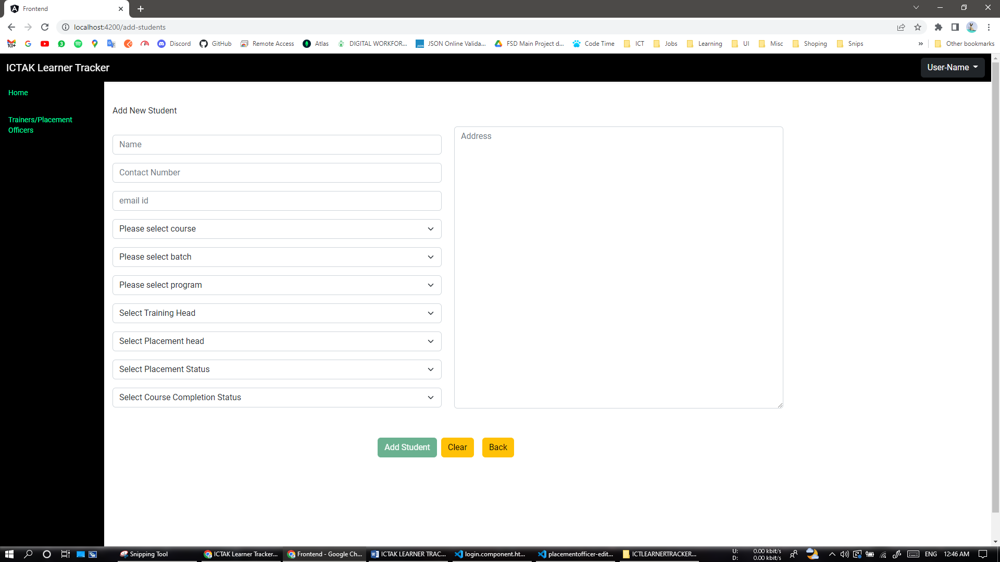 Frontend
localhost:4200/add-students
100+
3
Discord
GitHub
Remote Access
Atlas
DIGITAL WORKFOR...
JSON
JSON Online Valida...
FSD Main Project d...
Code Time
ICT
Jobs
Learning
UI
Misc
Shoping
Snips
»
Other bookmarks
ICTAK Learner Tracker
User-Name
Home
Trainers/Placement
Officers
Add New Student
Name
Address
Contact Number
email id
Please select course
Please select batch
Please select program
Select Training Head
Select Placement head
Select Placement Status
Select Course Completion Status
Add Student
Clear
Back
Snipping Tool
ICTAK Learner Tracker...
Frontend - Google Ch...
ICTAK LEARNER TRAC...
login.component.ht...
placementofficer-edit...
ICTLEARNERTRACKER...
U: 0.00 kbit/s
D: 0.00 kbit/s
ENG
12:46 AM